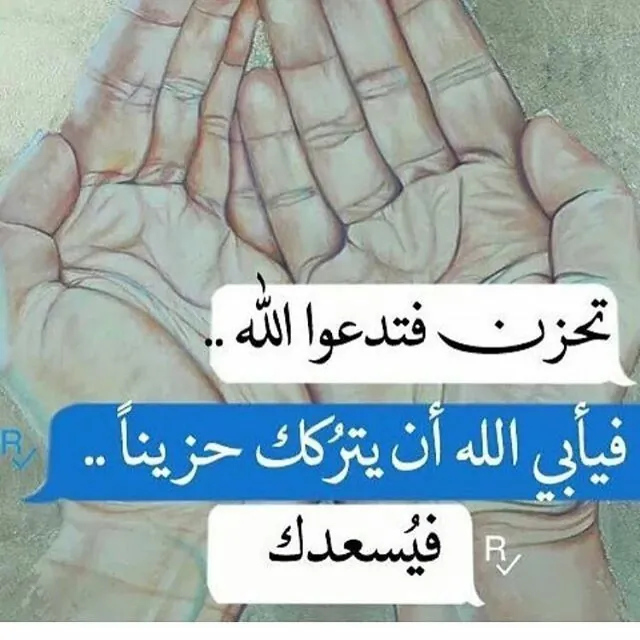 تحزن فتدعوا الله ..
فيأبي الله أن يترُكك حزيناً ..
فيُسعدك
R
R